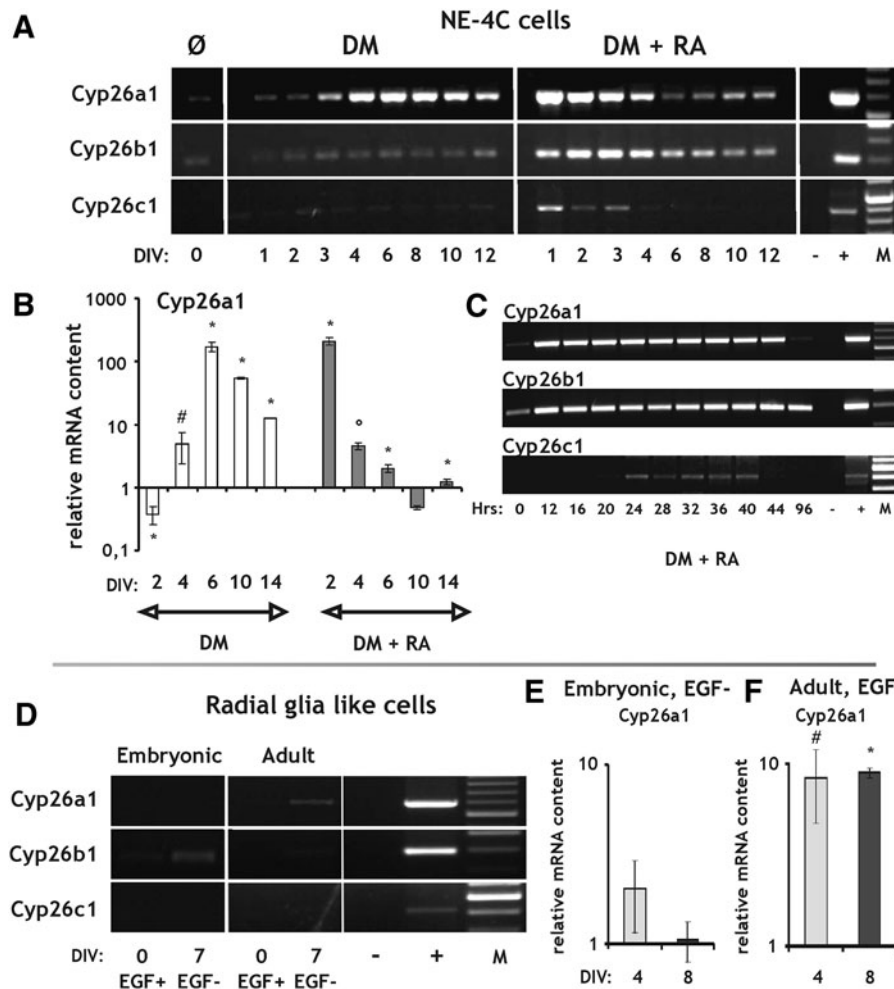 A
NE-4C cells
Ø DM DM + RA
Cyp26a1
Cyp26b1
Cyp26c1
DIV: 0 1 2 3 4 6 8 10 12 1 2 3 4 6 8 10 12 - + M
B
Cyp26a1
relative mRNA content
1000
100
10
1
0,1
* # * * * * ° * *
DIV: 2 4 6 10 14 2 4 6 10 14
DM DM + RA
C
Cyp26a1
Cyp26b1
Cyp26c1
Hrs: 0 12 16 20 24 28 32 36 40 44 96 - + M
DM + RA
D
Radial glia like cells
Embryonic Adult
Cyp26a1
Cyp26b1
Cyp26c1
DIV: 0 7 0 7 - + M
EGF+ EGF- EGF+ EGF-
E
Embryonic, EGF-
Cyp26a1
relative mRNA content
10
1
DIV: 4 8
F
Adult, EGF
Cyp26a1
# *
relative mRNA content
10
1
4 8